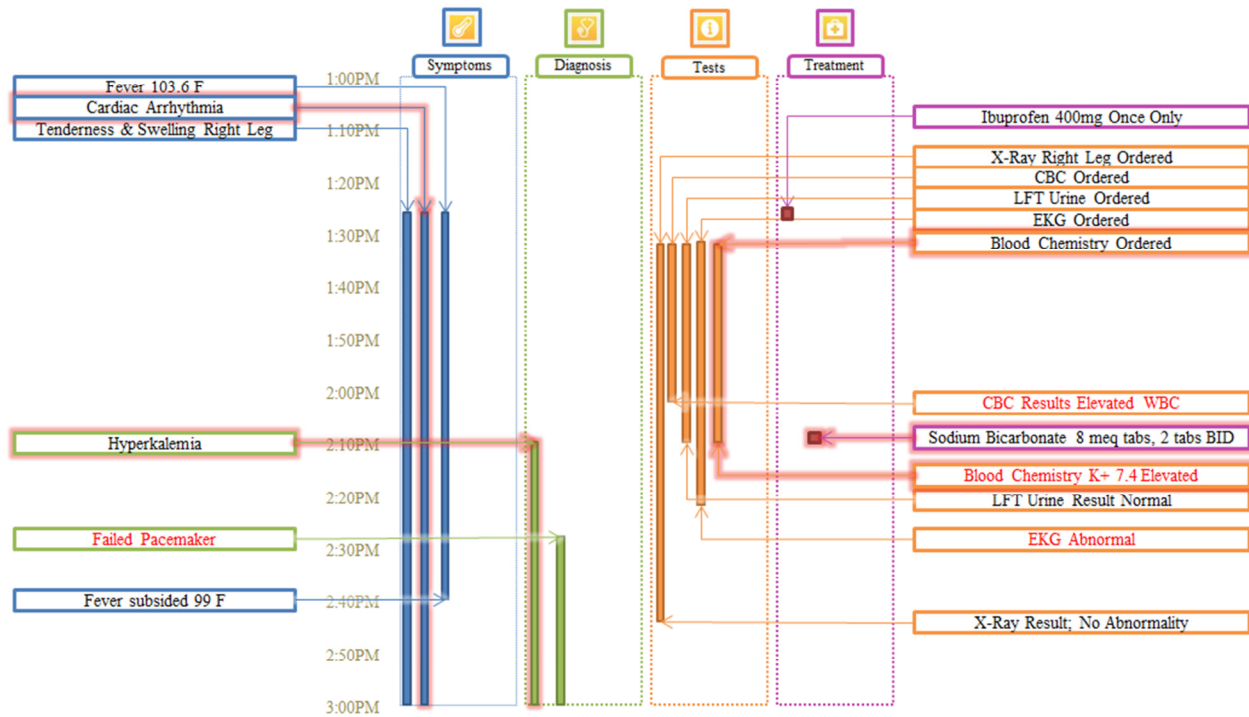 Symptoms
Diagnosis
Tests
Treatment
Fever 103.6 F
Cardiac Arrhythmia
Tenderness & Swelling Right Leg
Hyperkalemia
Failed Pacemaker
Fever subsided 99 F
1:00PM
1:10PM
1:20PM
1:30PM
1:40PM
1:50PM
2:00PM
2:10PM
2:20PM
2:30PM
2:40PM
2:50PM
3:00PM
Ibuprofen 400mg Once Only
X-Ray Right Leg Ordered
CBC Ordered
LFT Urine Ordered
EKG Ordered
Blood Chemistry Ordered
CBC Results Elevated WBC
Sodium Bicarbonate 8 meq tabs, 2 tabs BID
Blood Chemistry K+ 7.4 Elevated
LFT Urine Result Normal
EKG Abnormal
X-Ray Result; No Abnormality